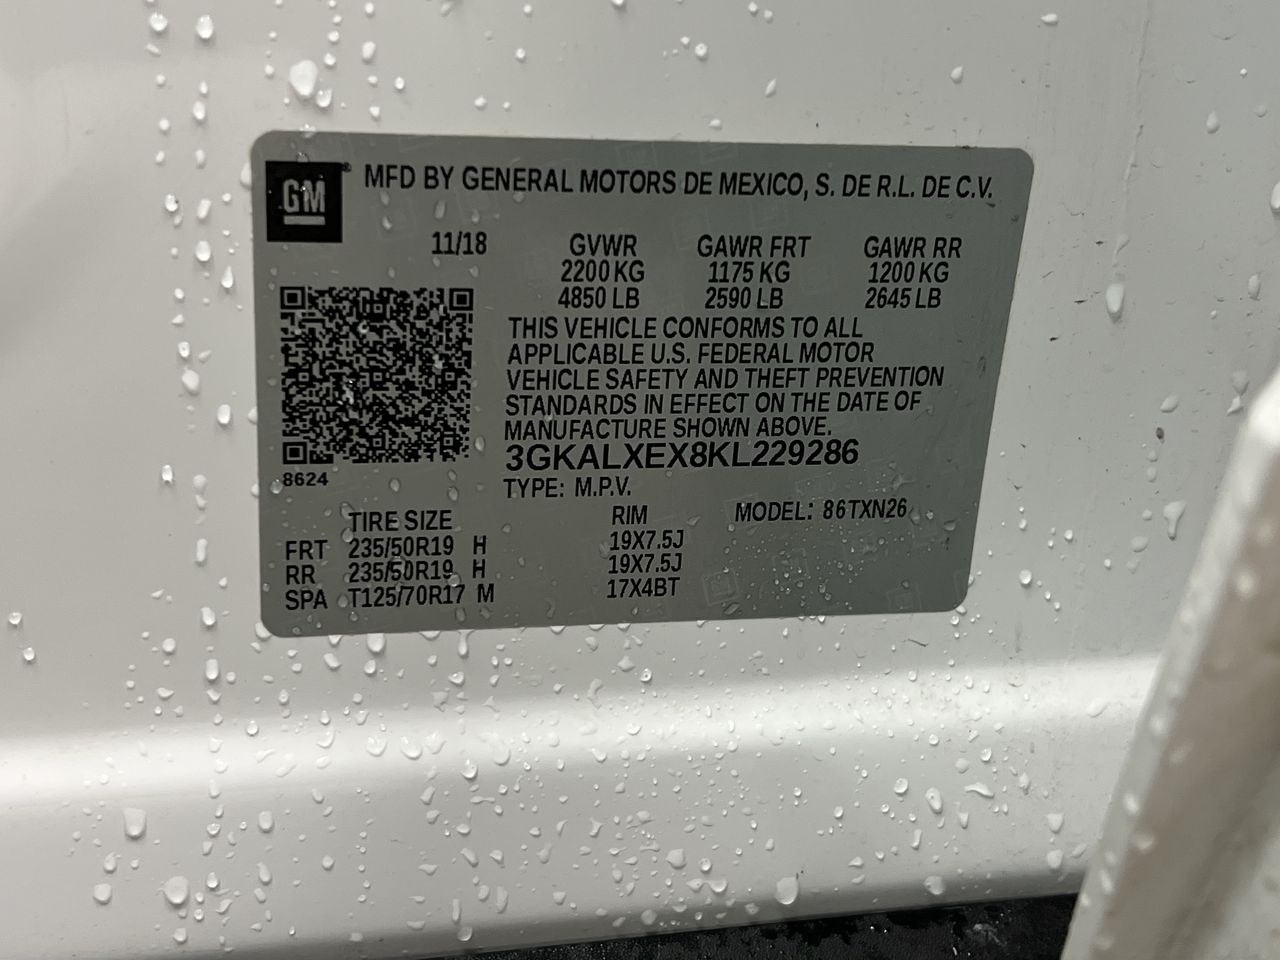 GM® MFD BY GENERAL MOTORS DE MEXICO, S. DE R.L. DE C.V.
11/18 GVWR GAWR FRT GAWR RR
2200 KG 1175 KG 1200 KG
4850 LB 2590 LB 2645 LB
THIS VEHICLE CONFORMS TO ALL
APPLICABLE U.S. FEDERAL MOTOR
VEHICLE SAFETY AND THEFT PREVENTION
STANDARDS IN EFFECT ON THE DATE OF
MANUFACTURE SHOWN ABOVE.
3GKALXEX8KL229286
8624
TYPE: M.P.V.
TIRE SIZE RIM MODEL: 86TXN26
FRT 235/50R19 H 19X7.5J
RR 235/50R19 H 19X7.5J
SPA T125/70R17 M 17X4BT